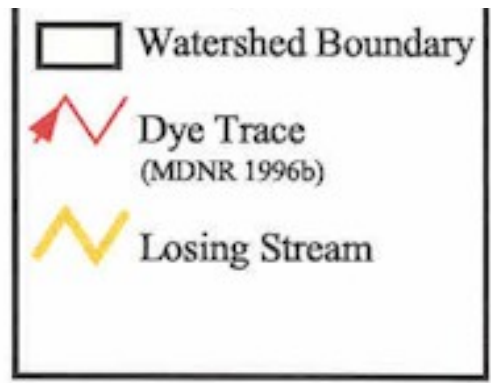 Watershed Boundary
Dye Trace
(MDNR 1996b)
Losing Stream